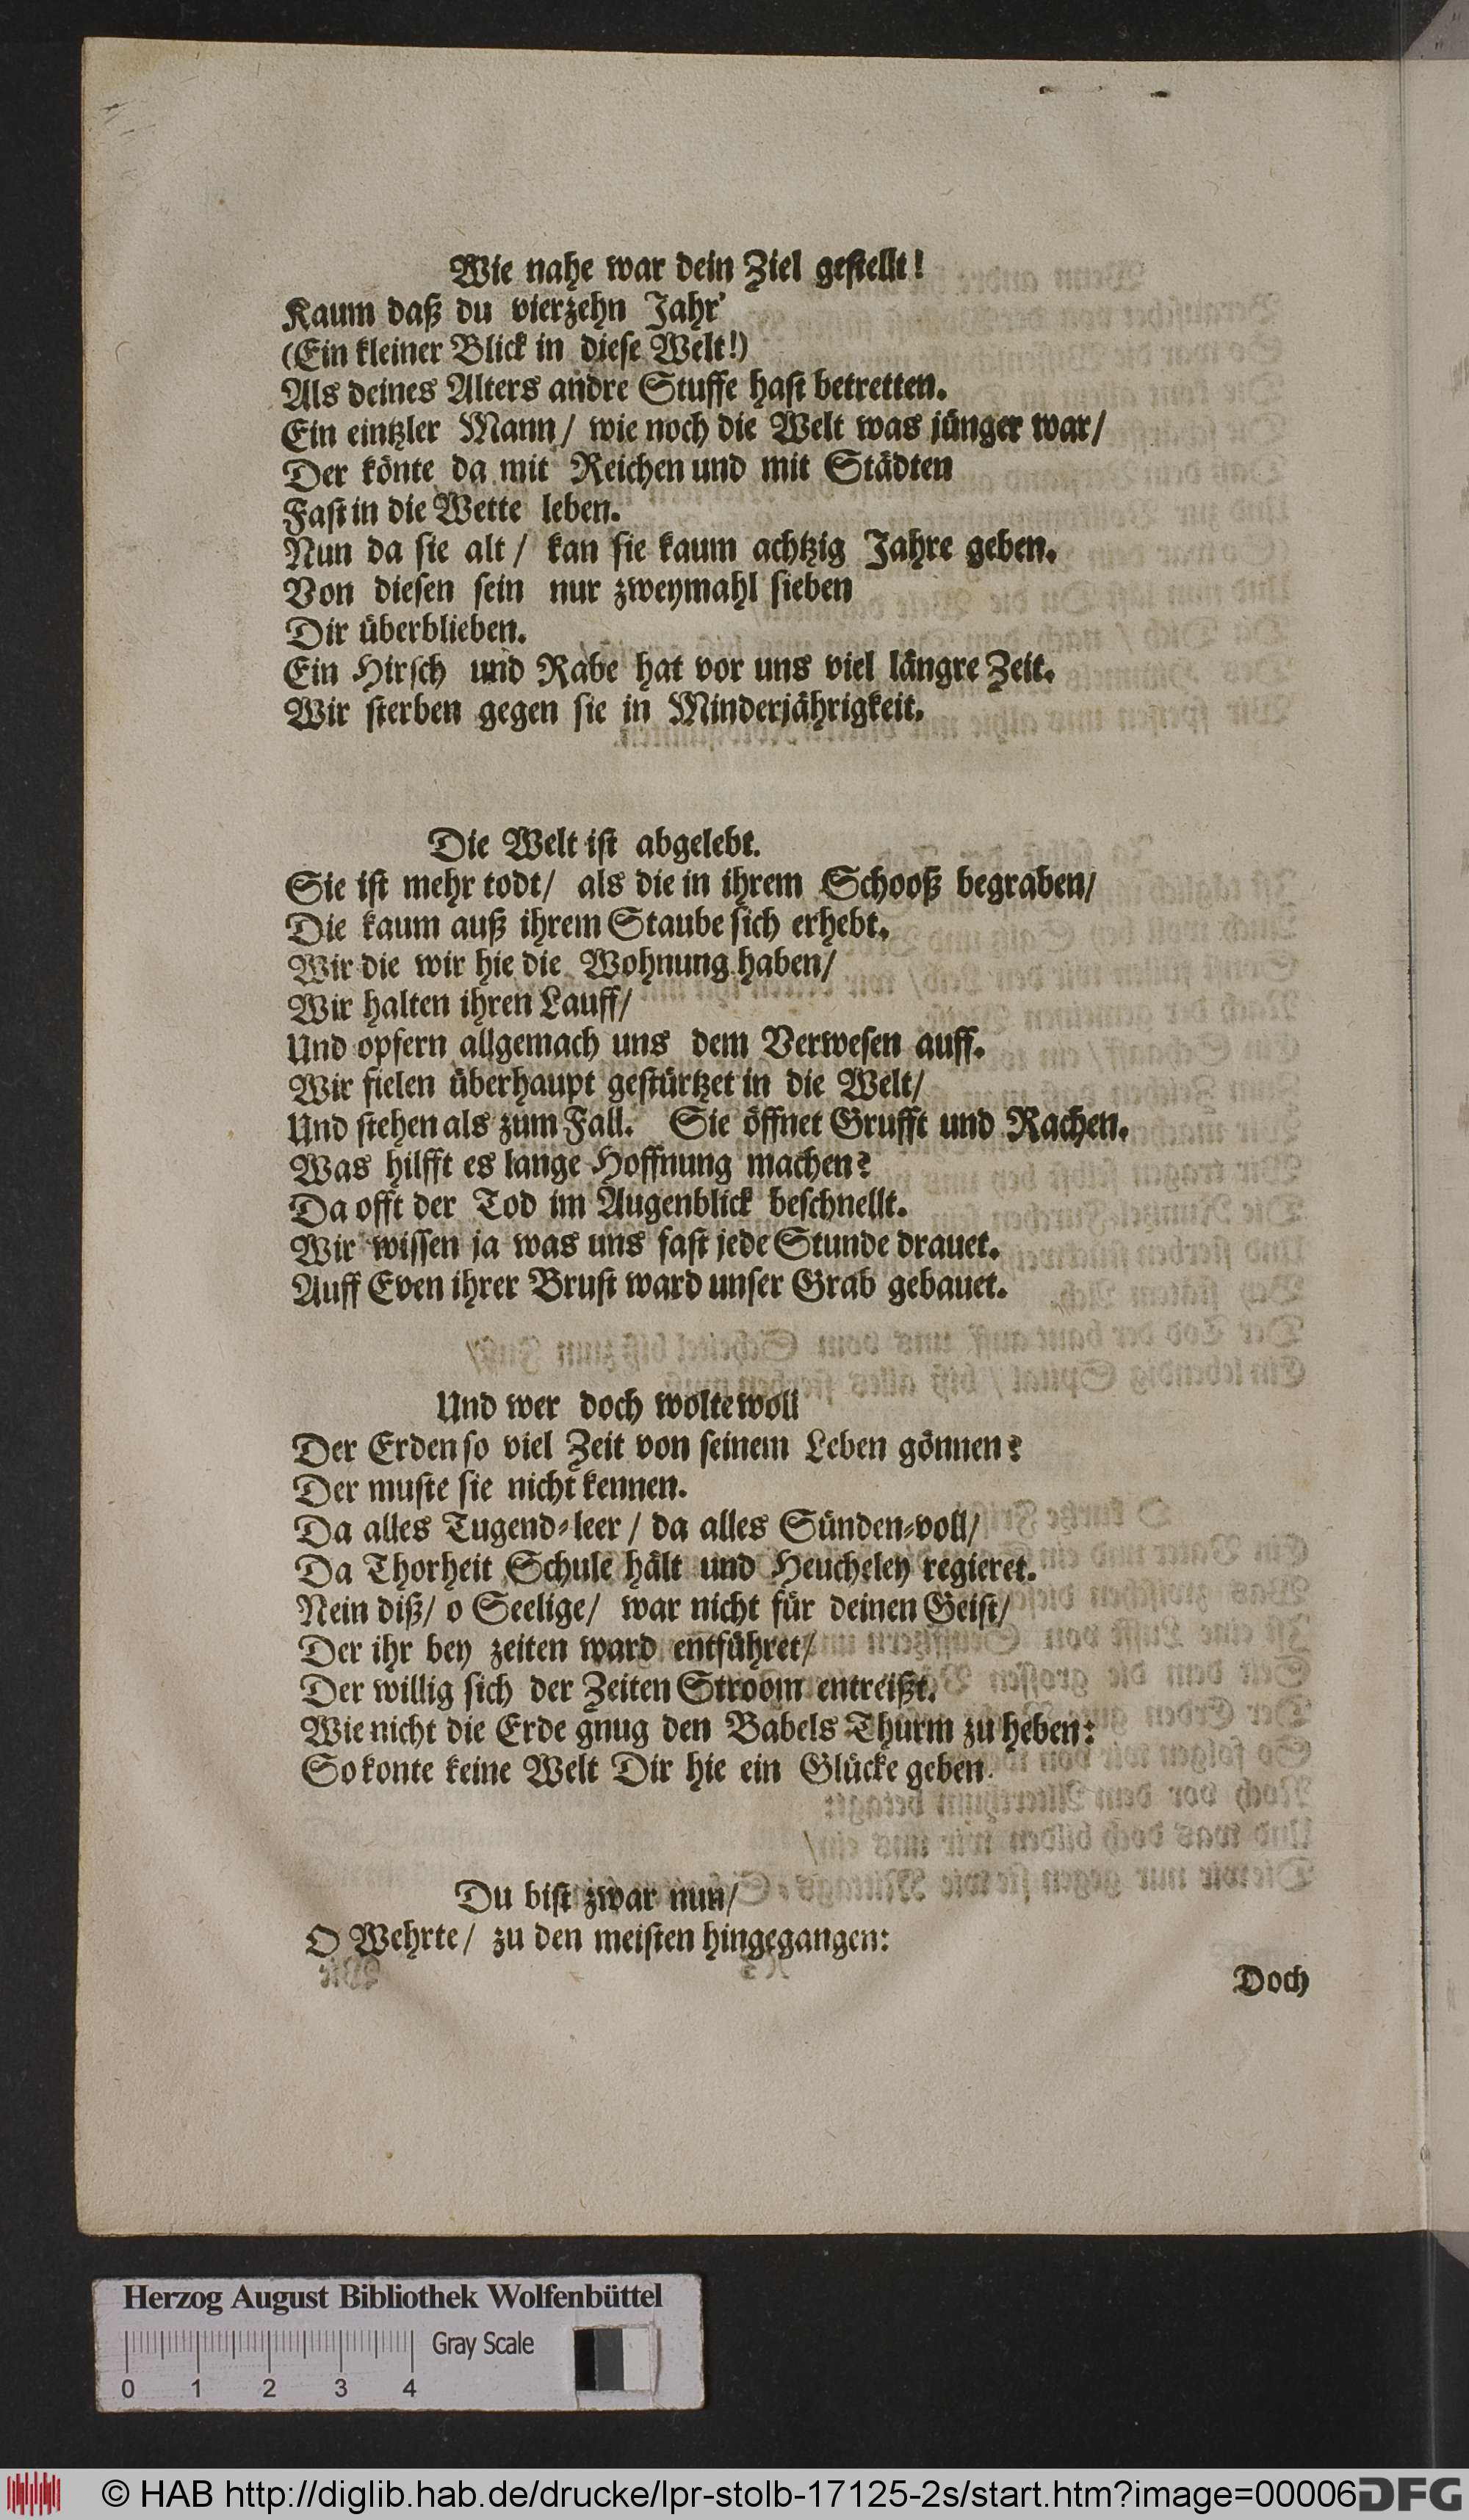 Wie nahe war dein Ziel gestellt!
Kaum daß du vierzehn Jahr'
(Ein kleiner Blick in diese Welt!)
Als deines Alters andre Stuffe hast betretten.
Ein eintzler Mann/ wie noch die Welt was jünger war/
Der könte da mit Reichen und mit Städten
Fast in die Wette leben.
Nun da sie alt / kan sie kaum achtzig Jahre geben.
Von diesen sein nur zweymahl sieben
Dir überblieben.
Ein Hirsch und Rabe hat vor uns viel längre Zeit.
Wir sterben gegen sie in Minderjährigkeit.
Die Welt ist abgelebt.
Sie ist mehr todt/ als die in ihrem Schooß begraben/
Die kaum auß ihrem Staube sich erhebt.
Wir die wir hie die Wohnung haben/
Wir halten ihren Lauff/
Und opfern allgemach uns dem Verwesen auff.
Wir fielen überhaupt gestürtzet in die Welt/
Und stehen als zum Fall. Sie öffnet Grufft und Rachen.
Was hilfft es lange Hoffnung machen?
Da offt der Tod im Augenblick beschnellt.
Wir wissen ja was uns fast jede Stunde drauet.
Auff Even ihrer Brust ward unser Grab gebauet.
Und wer doch wolte woll
Der Erden so viel Zeit von seinem Leben gönnen?
Der muste sie nicht kennen.
Da alles Tugend-leer / da alles Sünden-voll/
Da Thorheit Schule hält und Heucheley regieret.
Nein diß/ o Seelige/ war nicht für deinen Geist/
Der ihr bey zeiten ward entführet/
Der willig sich der Zeiten Stroom entreißt.
Wie nicht die Erde gnug den Babels Thurm zu heben:
So konte keine Welt Dir hie ein Glücke geben.
Du bist zwar nun/
O Wehrte/ zu den meisten hingegangen:
Doch
Herzog August Bibliothek Wolfenbüttel
Gray Scale
0 1 2 3 4
© HAB http://diglib.hab.de/drucke/lpr-stolb-17125-2s/start.htm?image=00006
DFG